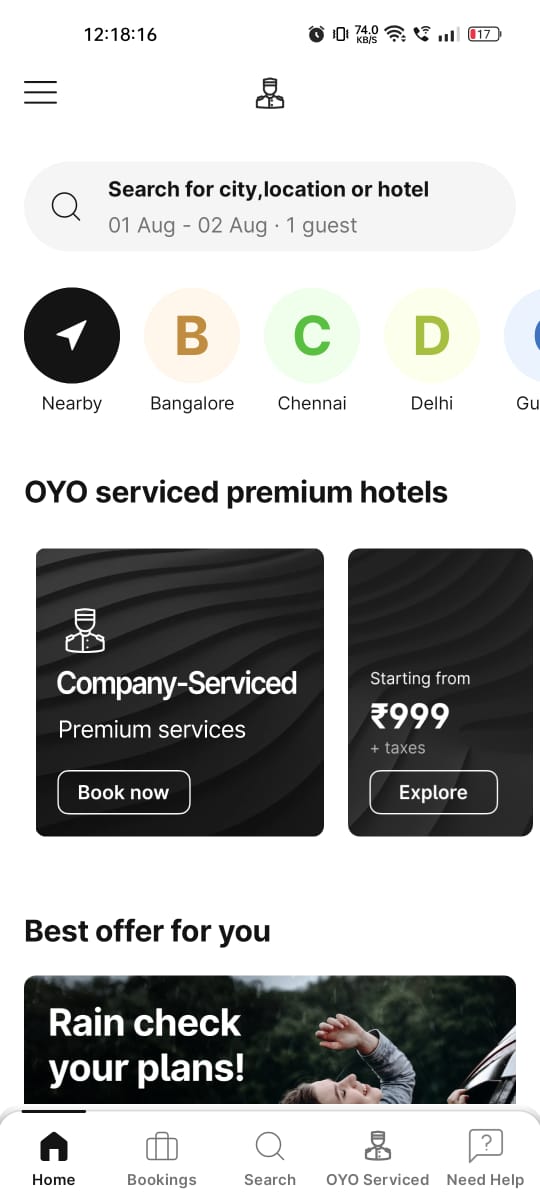 12:18:16
74.0
KB/S
17
Search for city,location or hotel
01 Aug - 02 Aug · 1 guest
B
C
D
Nearby
Bangalore
Chennai
Delhi
Gu
OYO serviced premium hotels
Company-Serviced
Premium services
Book now
Starting from
₹999
+ taxes
Explore
Best offer for you
Rain check
your plans!
?
Home
Bookings
Search
OYO Serviced
Need Help